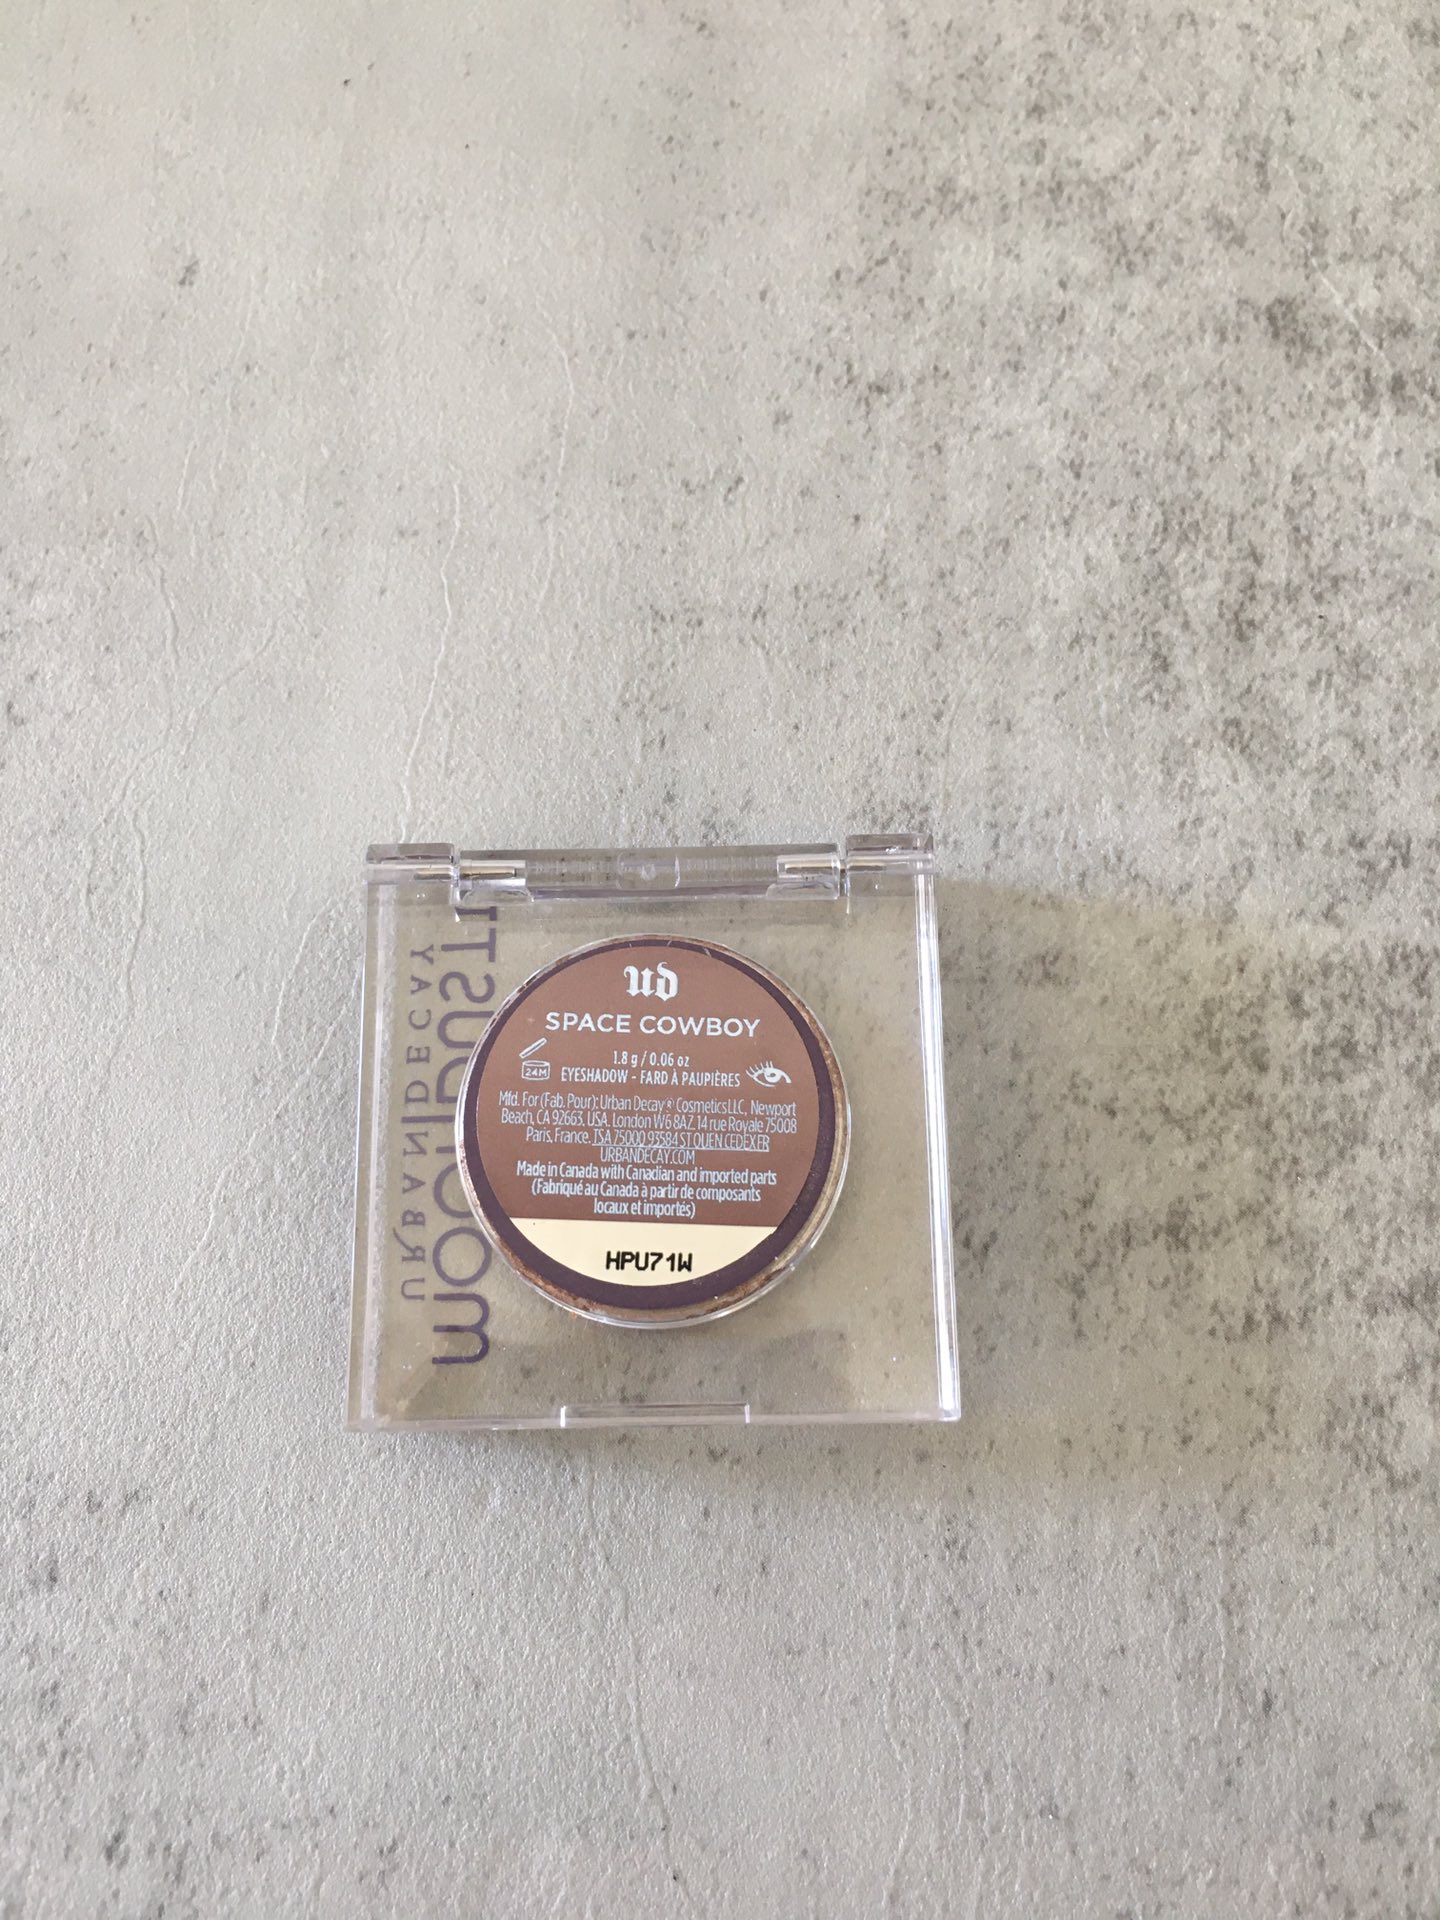 ud
SPACE COWBOY
1.8 g / 0.06 oz
24M
EYESHADOW - FARD À PAUPIÈRES
Mfd. For (Fab. Pour): Urban Decay® Cosmetics LLC, Newport
Beach, CA 92663. USA. London W6 8AZ. 14 rue Royale 75008
Paris, France. TSA 75000 93584 ST OUEN CEDEX FR
URBANDECAY.COM
Made in Canada with Canadian and imported parts
(Fabriqué au Canada à partir de composants
locaux et importés)
HPU71W
URBAN DECAY
MOONDUST